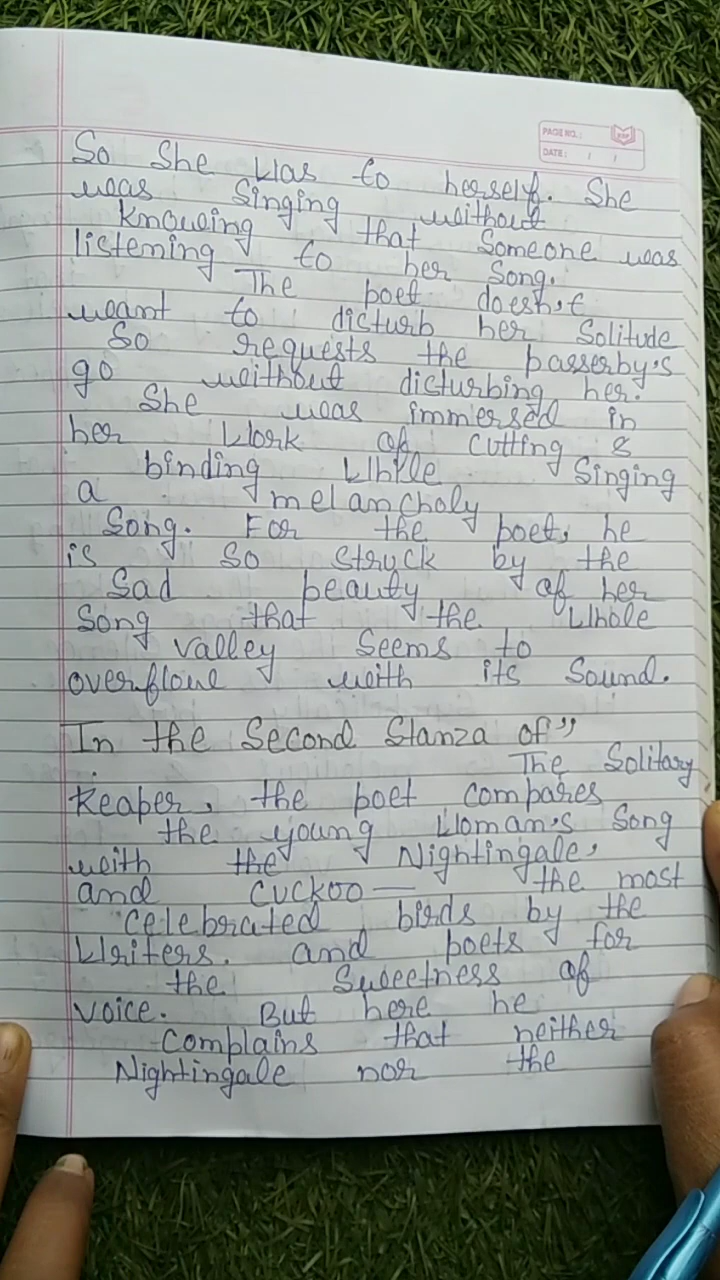 PAGE NO.:
DATE: / /
So She was to herself. She
was Singing without
knowing that Someone was
listening to her Song.
The poet doesn't
want to disturb her Solitude
So requests the passerby's
go without disturbing her.
She was immersed in
her work of cutting &
binding while Singing
a melancholy
Song. For the poet, he
is so struck by the
Sad beauty of her
Song that the whole
valley Seems to
overflow with its Sound.
In the Second Stanza of"
The Solitary
Reaper, the poet compares
the young woman's Song
with the Nightingale,
and cuckoo— the most
celebrated birds by the
writers. and poets for
the Sweetness of
voice. But here he
complains that neither
Nightingale nor the